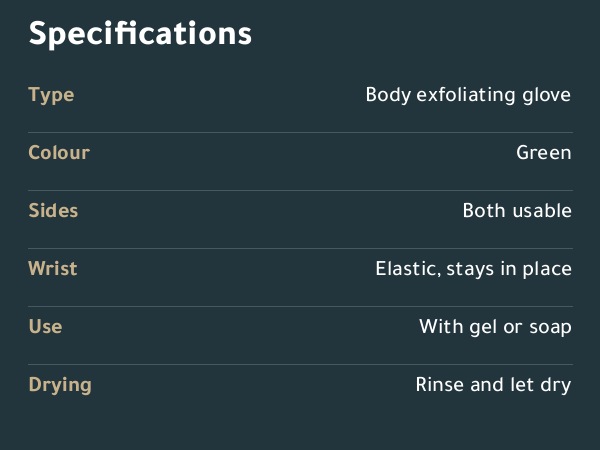 Specifications
Type Body exfoliating glove
Colour Green
Sides Both usable
Wrist Elastic, stays in place
Use With gel or soap
Drying Rinse and let dry